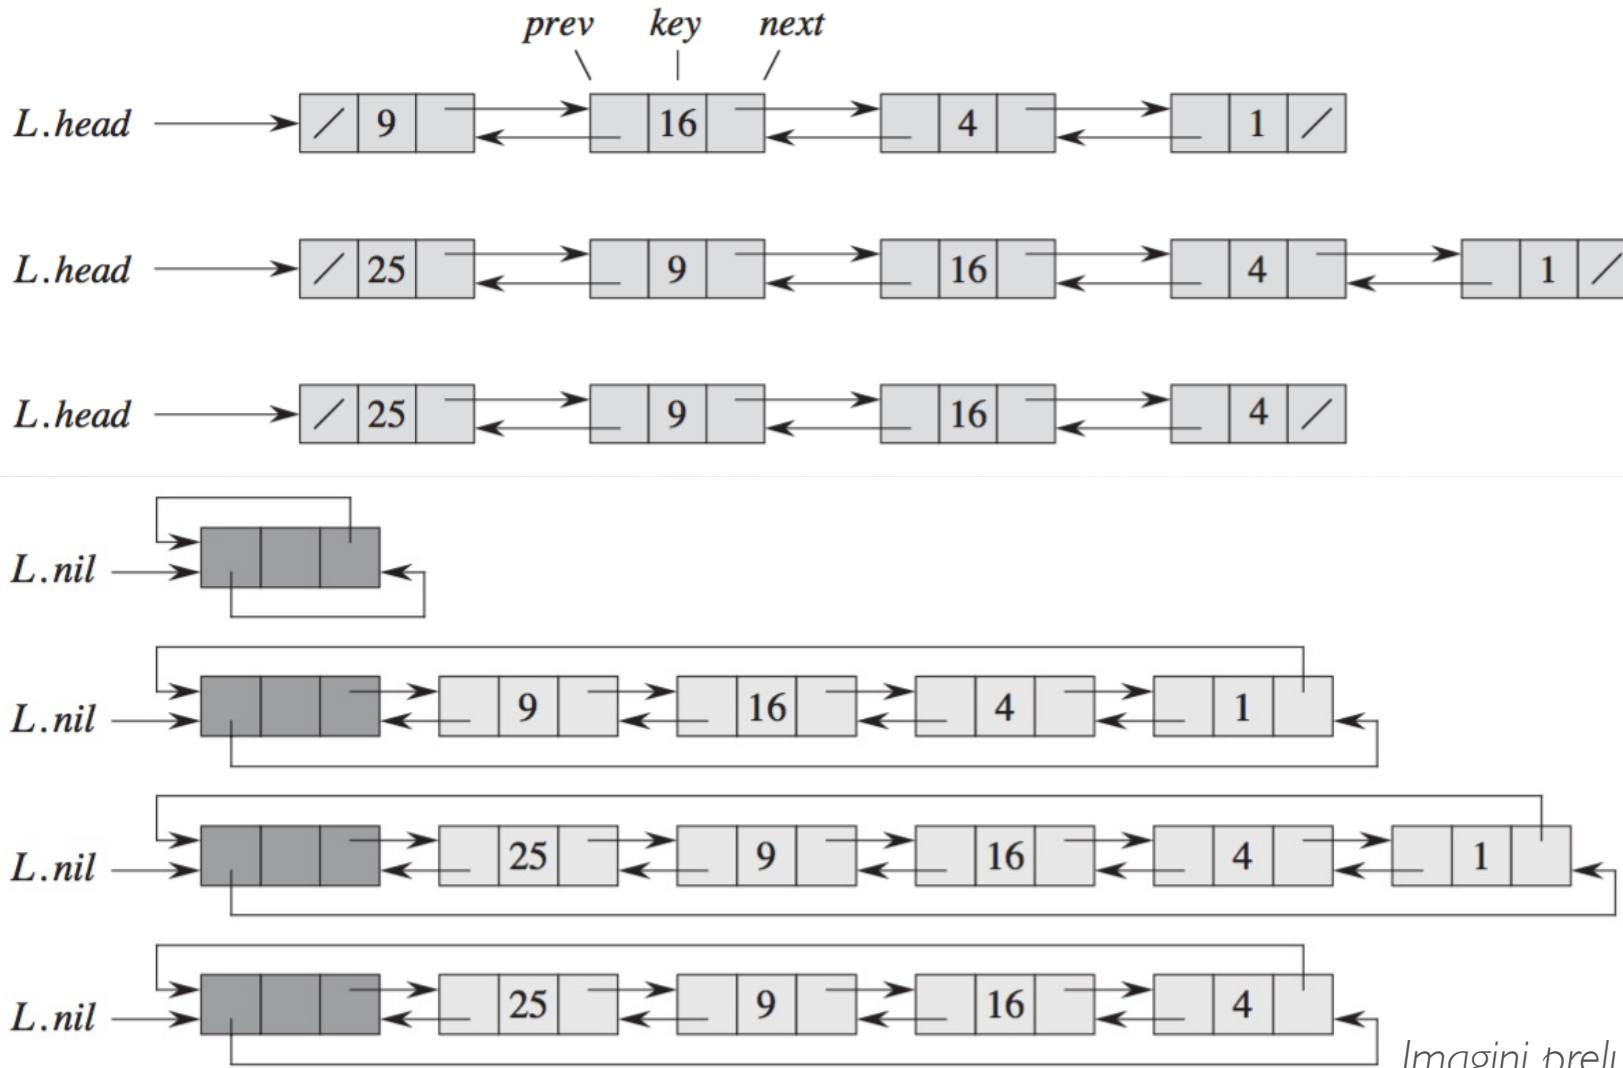 prev key next
L.head / 9 16 4 1 /
L.head / 25 9 16 4 1 /
L.head / 25 9 16 4 /
L.nil
L.nil 9 16 4 1
L.nil 25 9 16 4 1
L.nil 25 9 16 4
Imagini